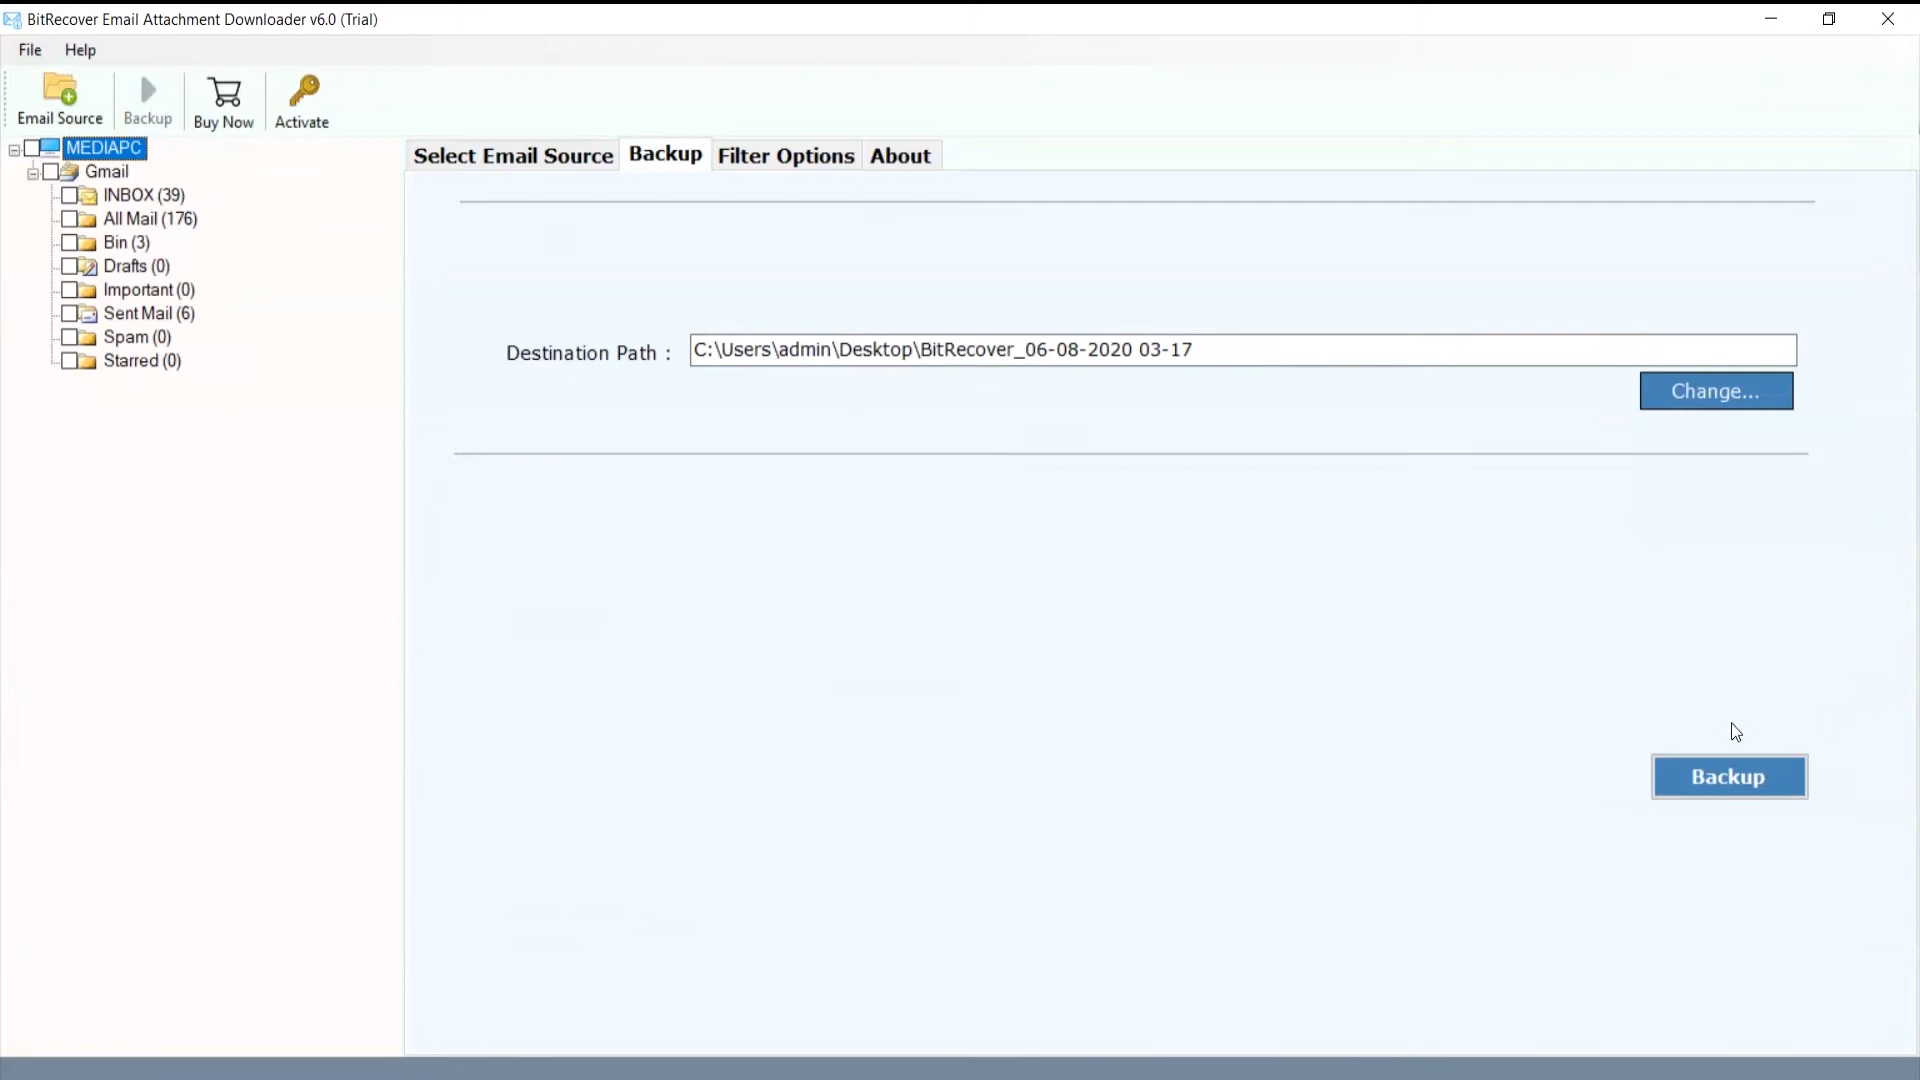 BitRecover Email Attachment Downloader v6.0 (Trial)
File Help
Email Source Backup Buy Now Activate
MEDIAPC
Gmail
INBOX (39)
All Mail (176)
Bin (3)
Drafts (0)
Important (0)
Sent Mail (6)
Spam (0)
Starred (0)
Select Email Source Backup Filter Options About
Destination Path : C:\Users\admin\Desktop\BitRecover_06-08-2020 03-17
Change...
Backup